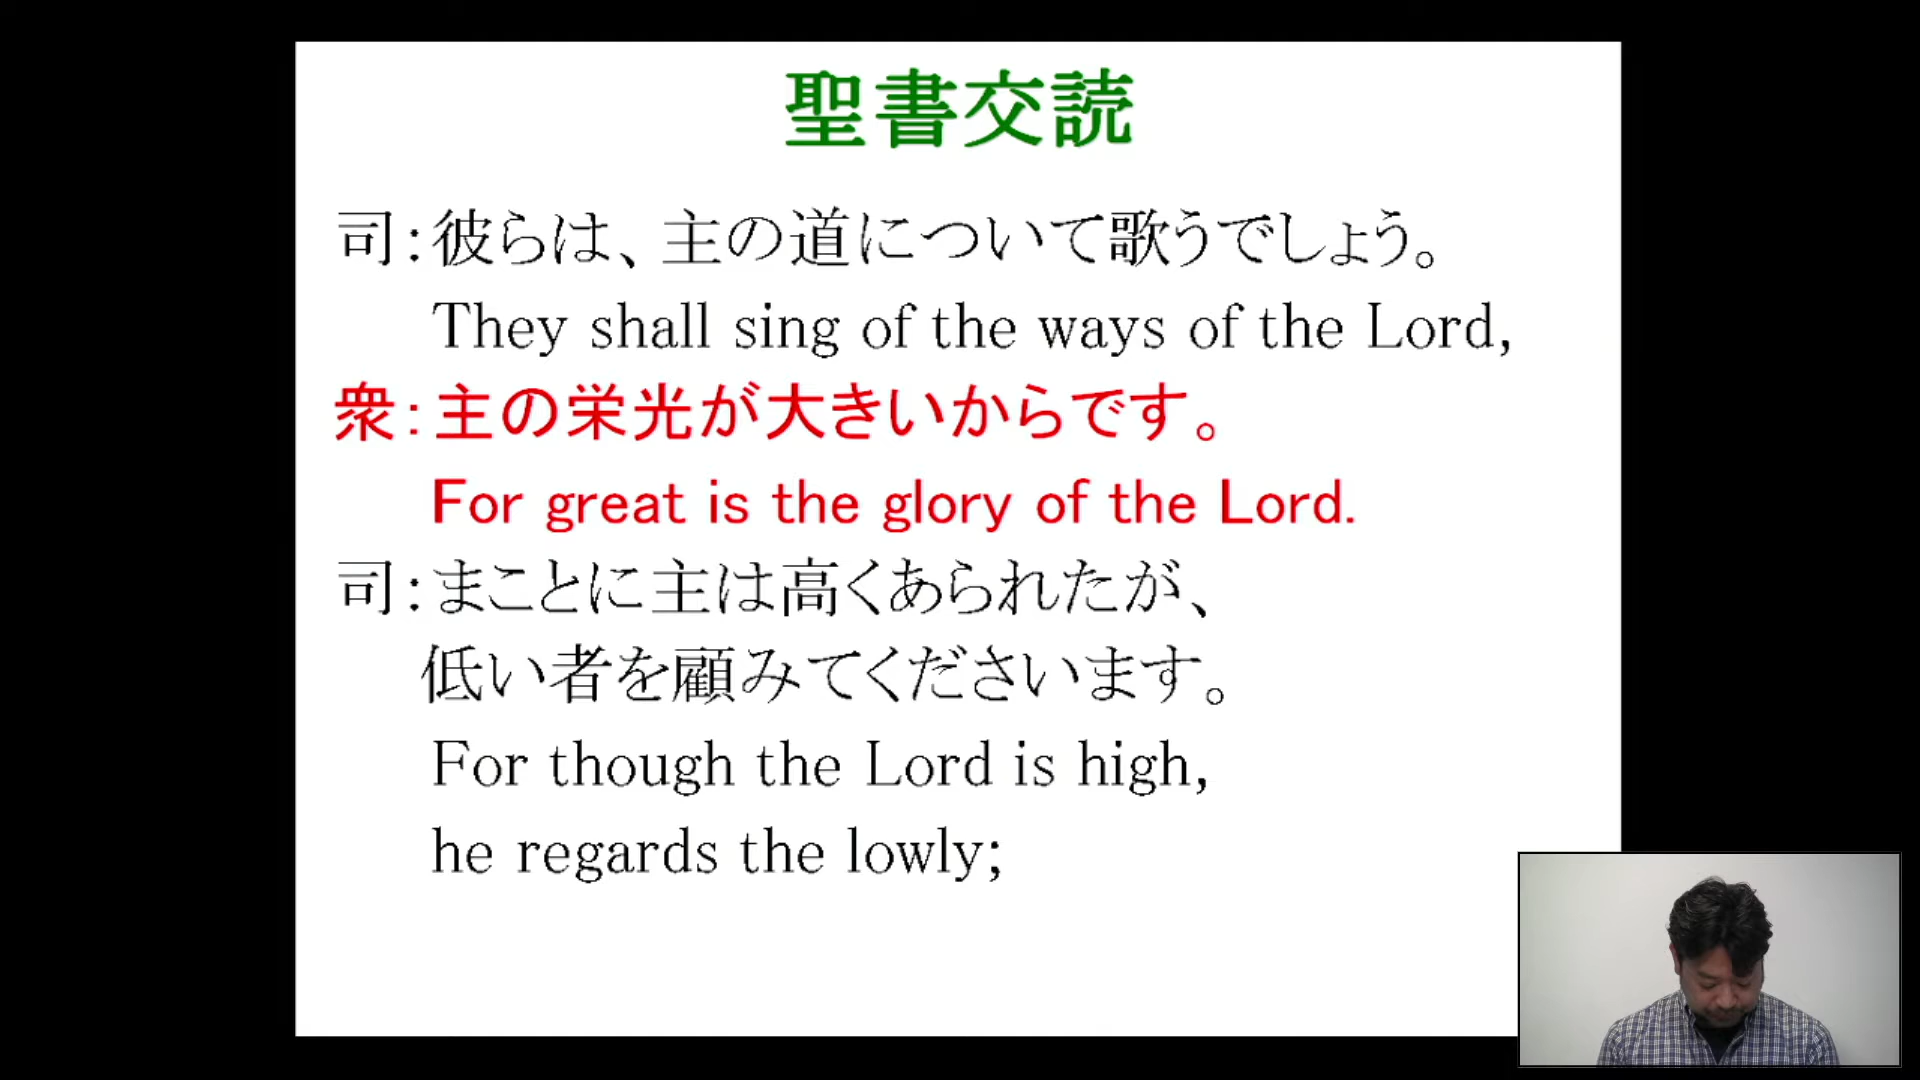 聖書交読
司：彼らは、主の道について歌うでしょう。
They shall sing of the ways of the Lord,
衆：主の栄光が大きいからです。
For great is the glory of the Lord.
司：まことに主は高くあられたが、
低い者を顧みてくださいます。
For though the Lord is high,
he regards the lowly;